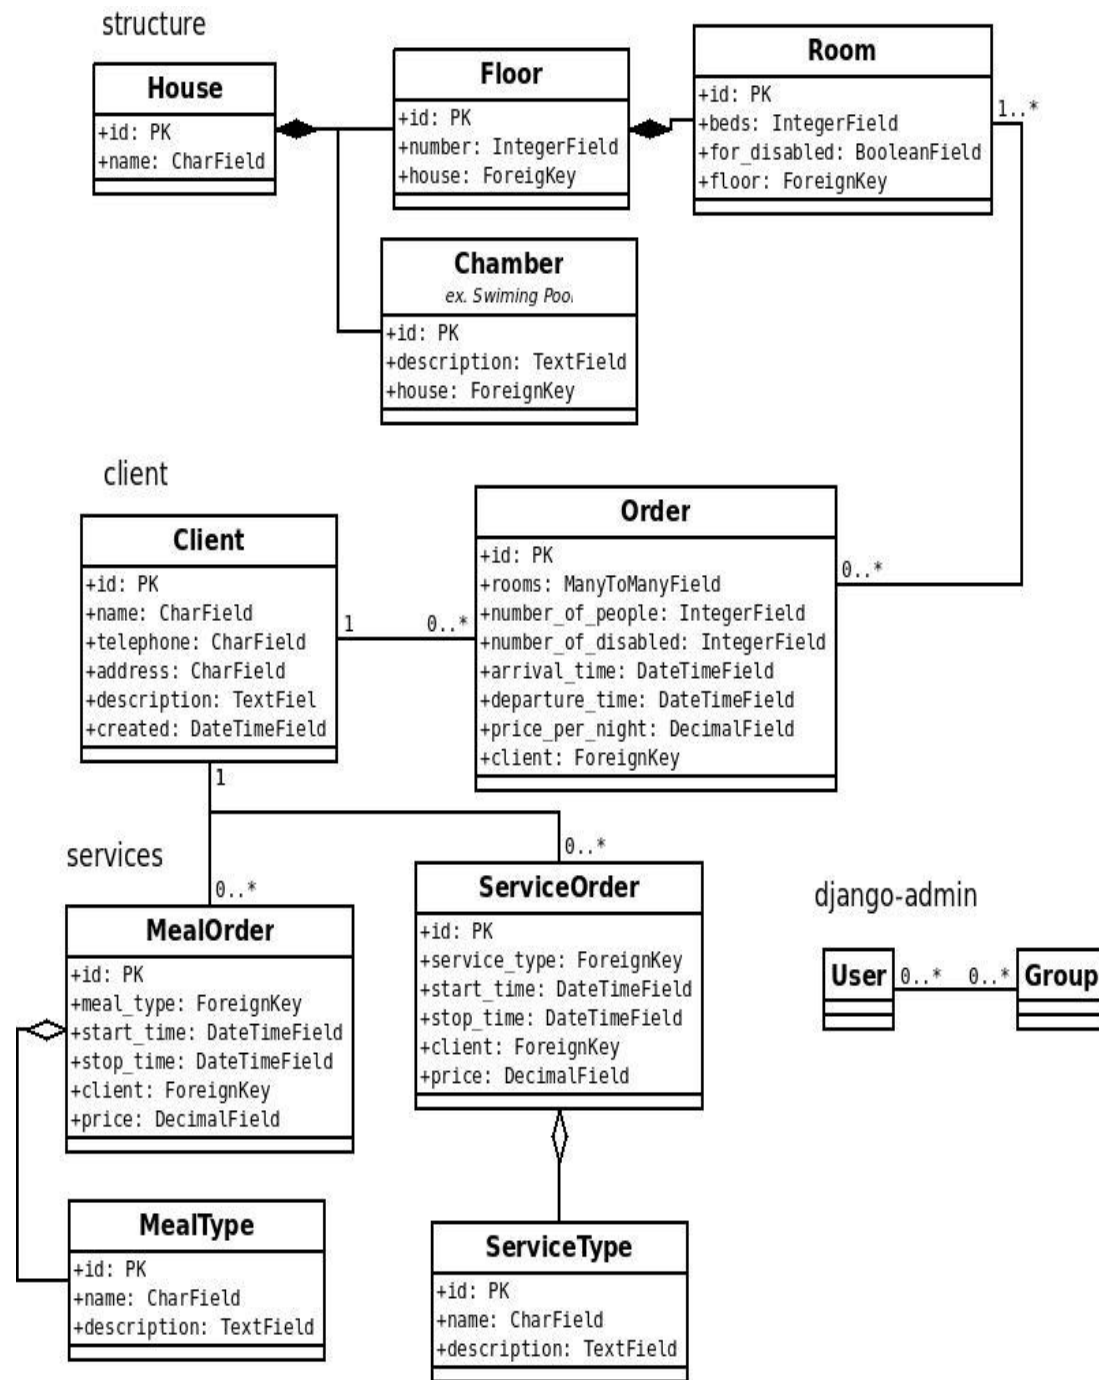 structure
House
+id: PK
+name: CharField
Floor
+id: PK
+number: IntegerField
+house: ForeigKey
Room
+id: PK
+beds: IntegerField
+for_disabled: BooleanField
+floor: ForeignKey
1..*
Chamber
ex. Swiming Pool
+id: PK
+description: TextField
+house: ForeignKey
client
Client
+id: PK
+name: CharField
+telephone: CharField
+address: CharField
+description: TextFiel
+created: DateTimeField
1
0..*
Order
+id: PK
+rooms: ManyToManyField
+number_of_people: IntegerField
+number_of_disabled: IntegerField
+arrival_time: DateTimeField
+departure_time: DateTimeField
+price_per_night: DecimalField
+client: ForeignKey
0..*
1
services
0..*
MealOrder
+id: PK
+meal_type: ForeignKey
+start_time: DateTimeField
+stop_time: DateTimeField
+client: ForeignKey
+price: DecimalField
0..*
ServiceOrder
+id: PK
+service_type: ForeignKey
+start_time: DateTimeField
+stop_time: DateTimeField
+client: ForeignKey
+price: DecimalField
django-admin
User
0..*
0..*
Group
MealType
+id: PK
+name: CharField
+description: TextField
ServiceType
+id: PK
+name: CharField
+description: TextField